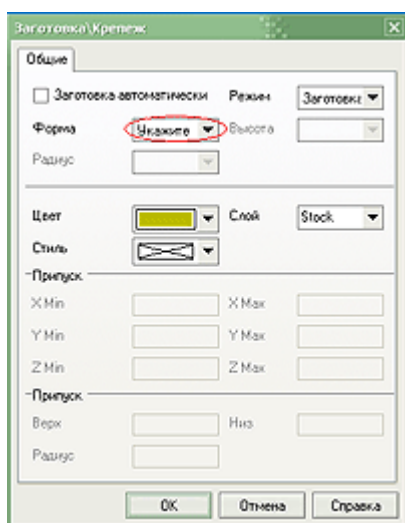 Заготовка\Крепеж
Общие
Заготовка автоматически Режим Заготовка
Форма Укажите Высота
Радиус
Цвет Слой Stock
Стиль
Припуск
X Min X Max
Y Min Y Max
Z Min Z Max
Припуск
Верх Низ
Радиус
OK Отмена Справка